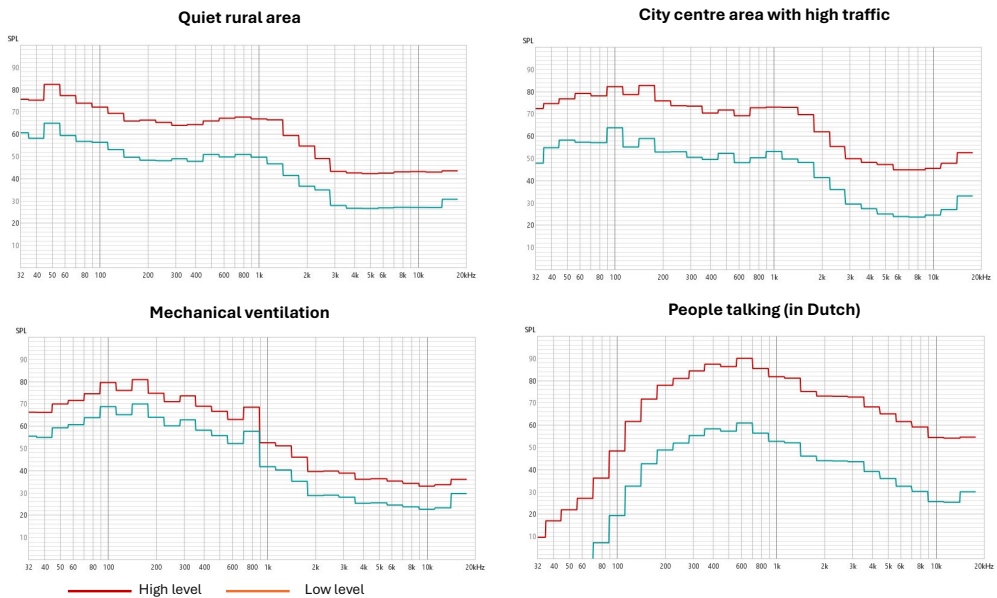 Quiet rural area
SPL
90
80
70
60
50
40
30
20
10
32 40 50 60 80 100 200 300 400 600 800 1k 2k 3k 4k 5k 6k 8k 10k 20kHz
City centre area with high traffic
SPL
90
80
70
60
50
40
30
20
10
32 40 50 60 80 100 200 300 400 600 800 1k 2k 3k 4k 5k 6k 8k 10k 20kHz
Mechanical ventilation
SPL
90
80
70
60
50
40
30
20
10
32 40 50 60 80 100 200 300 400 600 800 1k 2k 3k 4k 5k 6k 8k 10k 20kHz
People talking (in Dutch)
SPL
90
80
70
60
50
40
30
20
10
32 40 50 60 80 100 200 300 400 600 800 1k 2k 3k 4k 5k 6k 8k 10k 20kHz
High level Low level